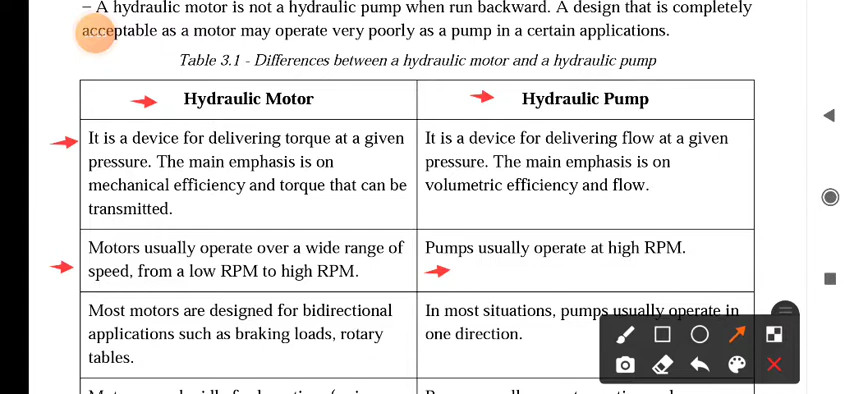 – A hydraulic motor is not a hydraulic pump when run backward. A design that is completely
acceptable as a motor may operate very poorly as a pump in a certain applications.
Table 3.1 - Differences between a hydraulic motor and a hydraulic pump
Hydraulic Motor
Hydraulic Pump
It is a device for delivering torque at a given
pressure. The main emphasis is on
mechanical efficiency and torque that can be
transmitted.
It is a device for delivering flow at a given
pressure. The main emphasis is on
volumetric efficiency and flow.
Motors usually operate over a wide range of
speed, from a low RPM to high RPM.
Pumps usually operate at high RPM.
Most motors are designed for bidirectional
applications such as braking loads, rotary
tables.
In most situations, pumps usually operate in
one direction.